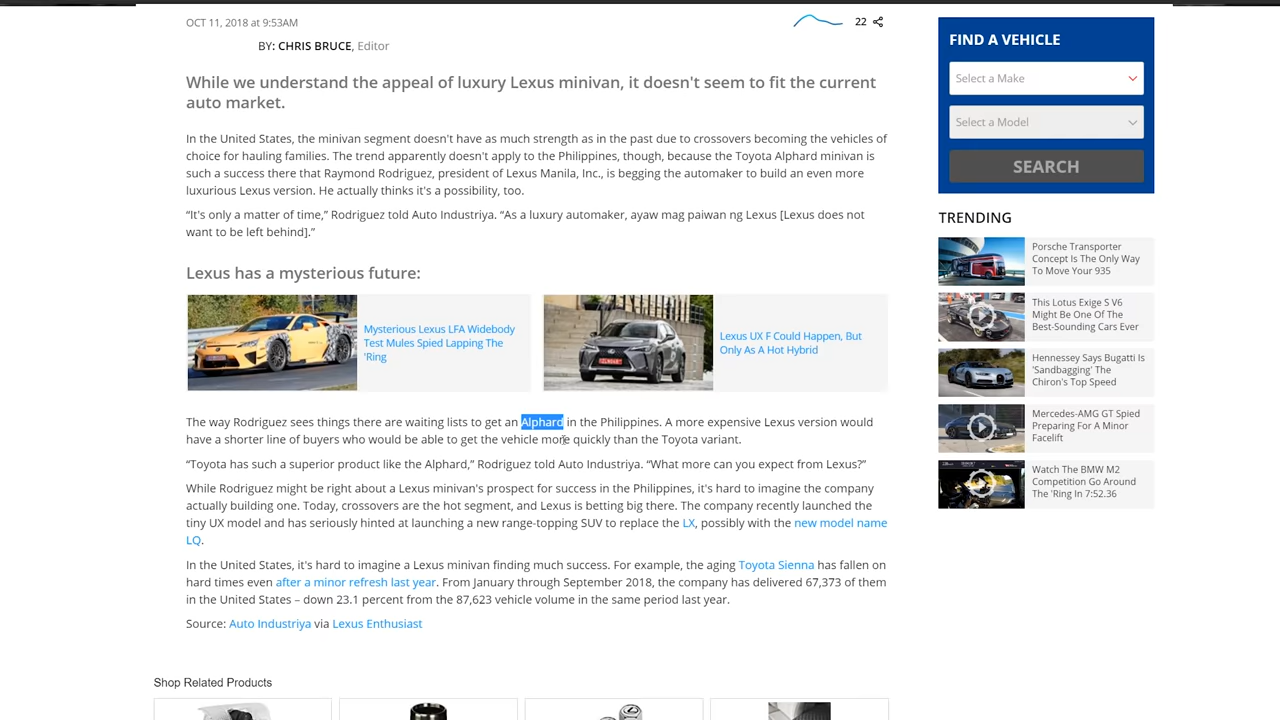 OCT 11, 2018 at 9:53AM
22
BY: CHRIS BRUCE, Editor
While we understand the appeal of luxury Lexus minivan, it doesn't seem to fit the current
auto market.
In the United States, the minivan segment doesn't have as much strength as in the past due to crossovers becoming the vehicles of
choice for hauling families. The trend apparently doesn't apply to the Philippines, though, because the Toyota Alphard minivan is
such a success there that Raymond Rodriguez, president of Lexus Manila, Inc., is begging the automaker to build an even more
luxurious Lexus version. He actually thinks it's a possibility, too.
“It's only a matter of time,” Rodriguez told Auto Industriya. “As a luxury automaker, ayaw mag paiwan ng Lexus [Lexus does not
want to be left behind].”
Lexus has a mysterious future:
Mysterious Lexus LFA Widebody
Test Mules Spied Lapping The
'Ring
Lexus UX F Could Happen, But
Only As A Hot Hybrid
The way Rodriguez sees things there are waiting lists to get an Alphard in the Philippines. A more expensive Lexus version would
have a shorter line of buyers who would be able to get the vehicle more quickly than the Toyota variant.
“Toyota has such a superior product like the Alphard,” Rodriguez told Auto Industriya. “What more can you expect from Lexus?”
While Rodriguez might be right about a Lexus minivan's prospect for success in the Philippines, it's hard to imagine the company
actually building one. Today, crossovers are the hot segment, and Lexus is betting big there. The company recently launched the
tiny UX model and has seriously hinted at launching a new range-topping SUV to replace the LX, possibly with the new model name
LQ.
In the United States, it's hard to imagine a Lexus minivan finding much success. For example, the aging Toyota Sienna has fallen on
hard times even after a minor refresh last year. From January through September 2018, the company has delivered 67,373 of them
in the United States – down 23.1 percent from the 87,623 vehicle volume in the same period last year.
Source: Auto Industriya via Lexus Enthusiast
Shop Related Products
FIND A VEHICLE
Select a Make
Select a Model
SEARCH
TRENDING
Porsche Transporter
Concept Is The Only Way
To Move Your 935
This Lotus Exige S V6
Might Be One Of The
Best-Sounding Cars Ever
Hennessey Says Bugatti Is
'Sandbagging' The
Chiron's Top Speed
Mercedes-AMG GT Spied
Preparing For A Minor
Facelift
Watch The BMW M2
Competition Go Around
The 'Ring In 7:52.36